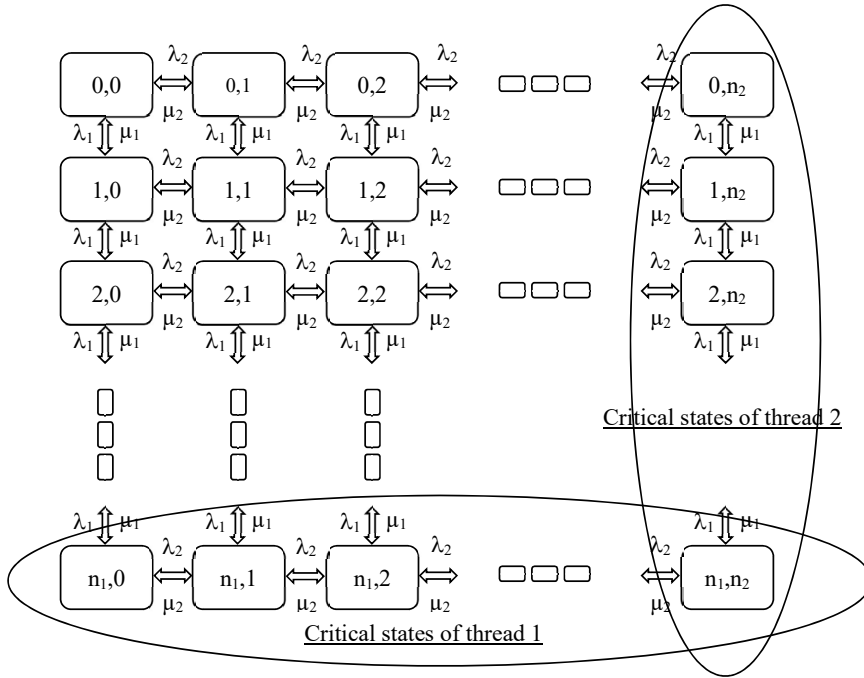 λ₂ λ₂ λ₂ λ₂
0,0 0,1 0,2 0,n₂
μ₂ μ₂ μ₂ μ₂
λ₁ μ₁ λ₁ μ₁ λ₁ μ₁ λ₁ μ₁
λ₂ λ₂ λ₂ λ₂
1,0 1,1 1,2 1,n₂
μ₂ μ₂ μ₂ μ₂
λ₁ μ₁ λ₁ μ₁ λ₁ μ₁ λ₁ μ₁
λ₂ λ₂ λ₂ λ₂
2,0 2,1 2,2 2,n₂
μ₂ μ₂ μ₂ μ₂
λ₁ μ₁ λ₁ μ₁ λ₁ μ₁ λ₁ μ₁
Critical states of thread 2
λ₁ μ₁ λ₁ μ₁ λ₁ μ₁ λ₁ μ₁
λ₂ λ₂ λ₂ λ₂
n₁,0 n₁,1 n₁,2 n₁,n₂
μ₂ μ₂ μ₂ μ₂
Critical states of thread 1